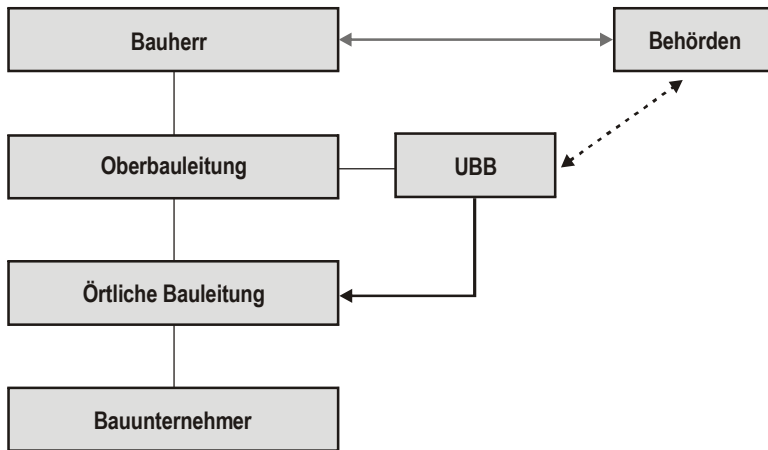 Bauherr
Behörden
Oberbauleitung
UBB
Örtliche Bauleitung
Bauunternehmer